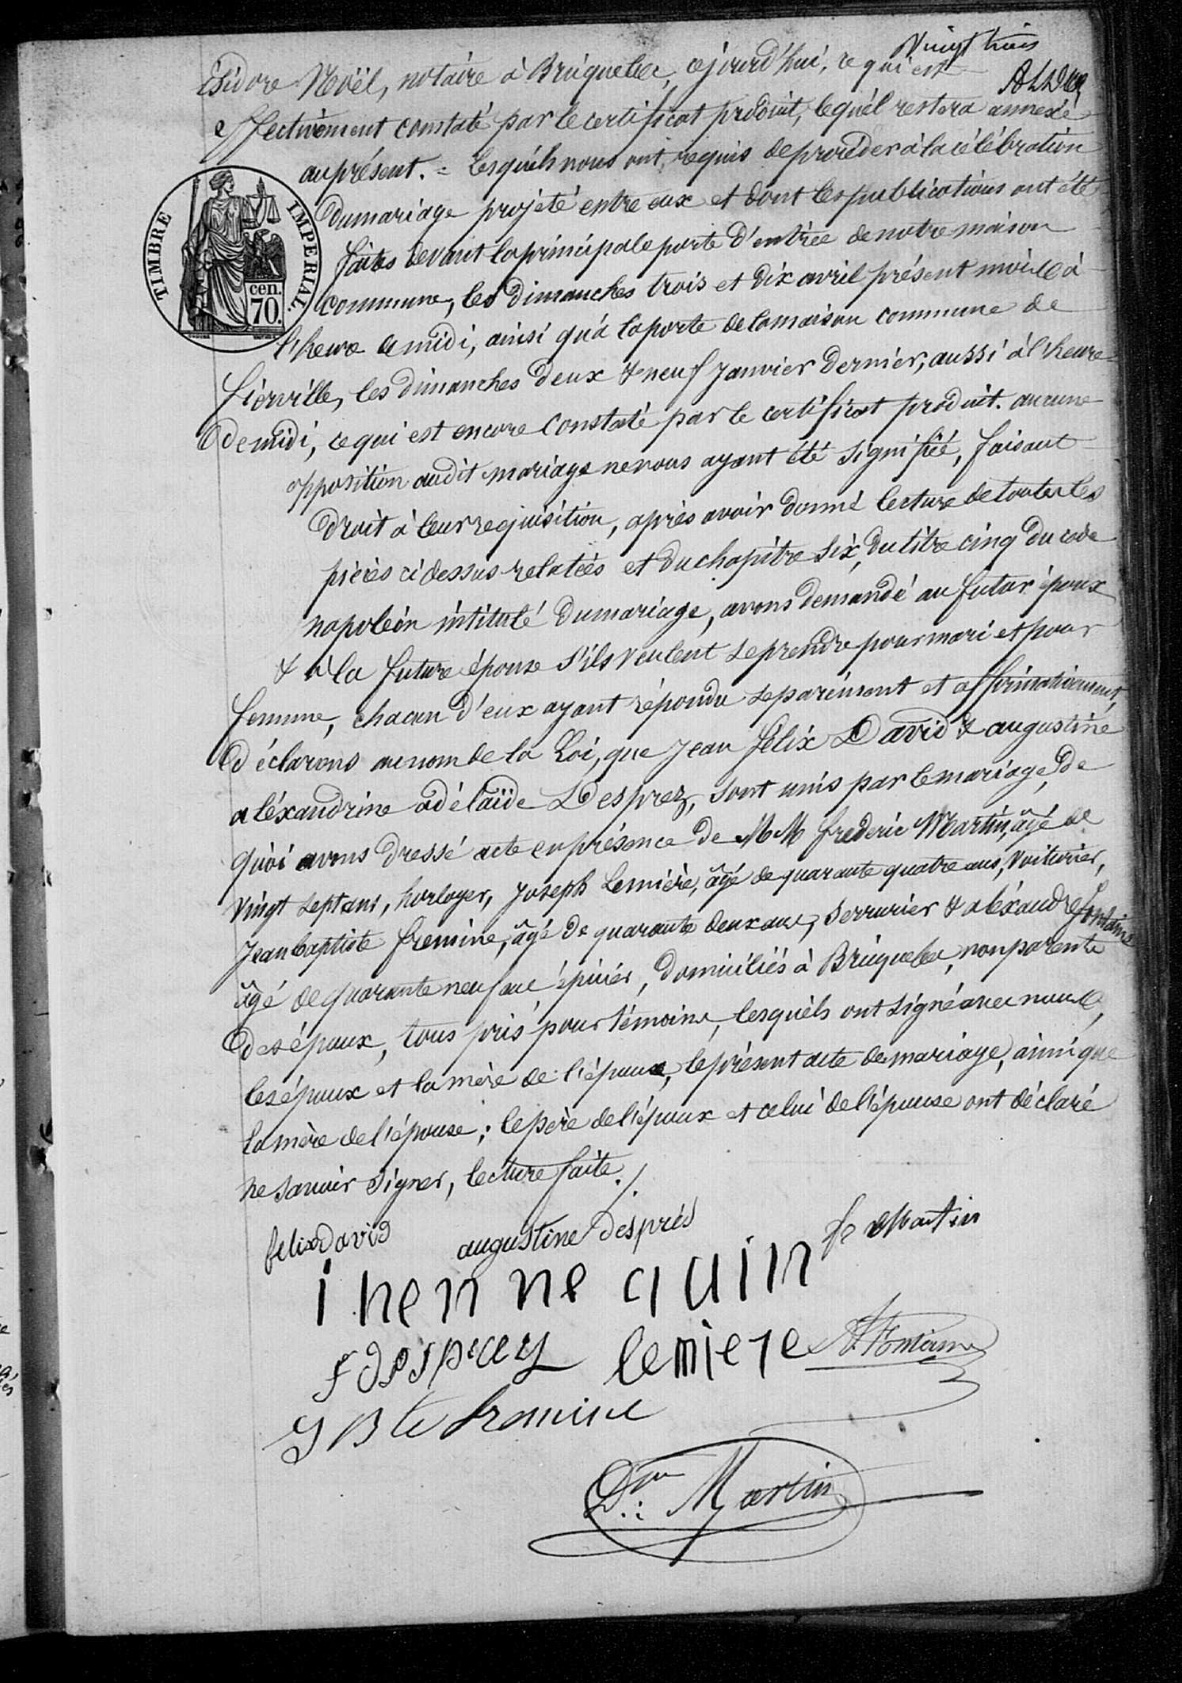 Vingt trois
isidore Noël, notaire à Bricquebec, cejourd'hui, ce qui est
effectivement constaté par le certificat produit, lequel restera annexé
au présent. = Lesquels nous ont requis de procéder à la célébration
du mariage projeté entre eux et dont les publications ont été
faites devant la principale porte d'entrée de notre maison
commune, les dimanches trois et dix avril présent mois à
l'heure de midi, ainsi qu'à la porte de la maison commune de
fierville, les dimanches deux & neuf janvier dernier, aussi à l'heure
de midi, ce qui est encore constaté par le certificat produit. aucune
opposition audit mariage ne nous ayant été signifiée, faisant
droit à leur requisition, après avoir donné lecture de toutes les
pièces ci dessus relatées et du chapitre six, du titre cinq du code
napoléon intitulé du mariage, avons demandé au futur époux
& à la future épouse s'ils veulent se prendre pour mari et pour
femme, chacun d'eux ayant répondu séparément et affirmativement,
déclarons au nom de la Loi, que jean félix David & augustine
aléxandrine adélaïde Desprez, sont unis par le mariage, de
quoi avons dressé acte en présence de MM frederic Martin, âgé de
vingt sept ans, horloger, joseph Lemière, âgé de quarante quatre ans, voiturier,
jean baptiste fremine, âgé de quarante deux ans, serrurier & aléxandre fontaine
âgé de quarante neuf ans, épicier, domiciliés à Bricquebec, non parents
des époux, tous pris pour témoins, lesquels ont signé avec nous,
les époux et la mère de l'époux, le présent acte de mariage, ainsi que
la mère de l'épouse ; le père de l'époux et celui de l'épouse ont déclaré
ne savoir signer, lecture faite./
TIMBRE IMPERIAL.
70 cen.
felix david
augustine després
fc Martin
i hen ne quin
lemiere
A Fontaine
J B te fremine
Dre. Martin